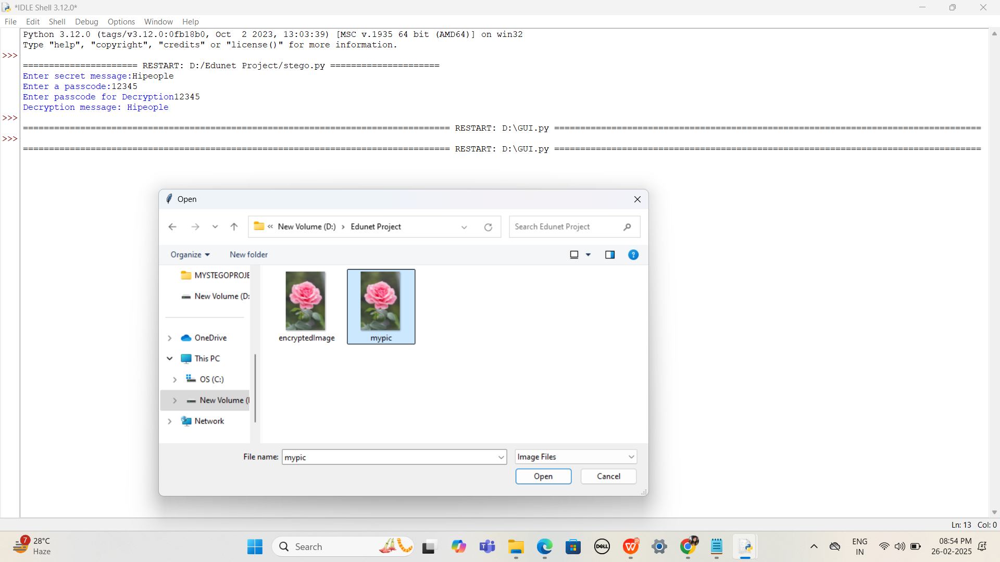 *IDLE Shell 3.12.0*
File Edit Shell Debug Options Window Help
Python 3.12.0 (tags/v3.12.0:0fb18b0, Oct  2 2023, 13:03:39) [MSC v.1935 64 bit (AMD64)] on win32
Type "help", "copyright", "credits" or "license()" for more information.
>>>
====================== RESTART: D:/Edunet Project/stego.py =====================
Enter secret message:Hipeople
Enter a passcode:12345
Enter passcode for Decryption12345
Decryption message: Hipeople
>>>
================================================================================== RESTART: D:\GUI.py ==================================================================================
>>>
================================================================================== RESTART: D:\GUI.py ==================================================================================
Open
« New Volume (D:) › Edunet Project
Search Edunet Project
Organize New folder
MYSTEGOPROJE
New Volume (D:
OneDrive
This PC
OS (C:)
New Volume (
Network
encryptedImage
mypic
File name: mypic
Image Files
Open Cancel
Ln: 13 Col: 0
7
28°C
Haze
Search
DELL
W
ENG
IN
08:54 PM
26-02-2025